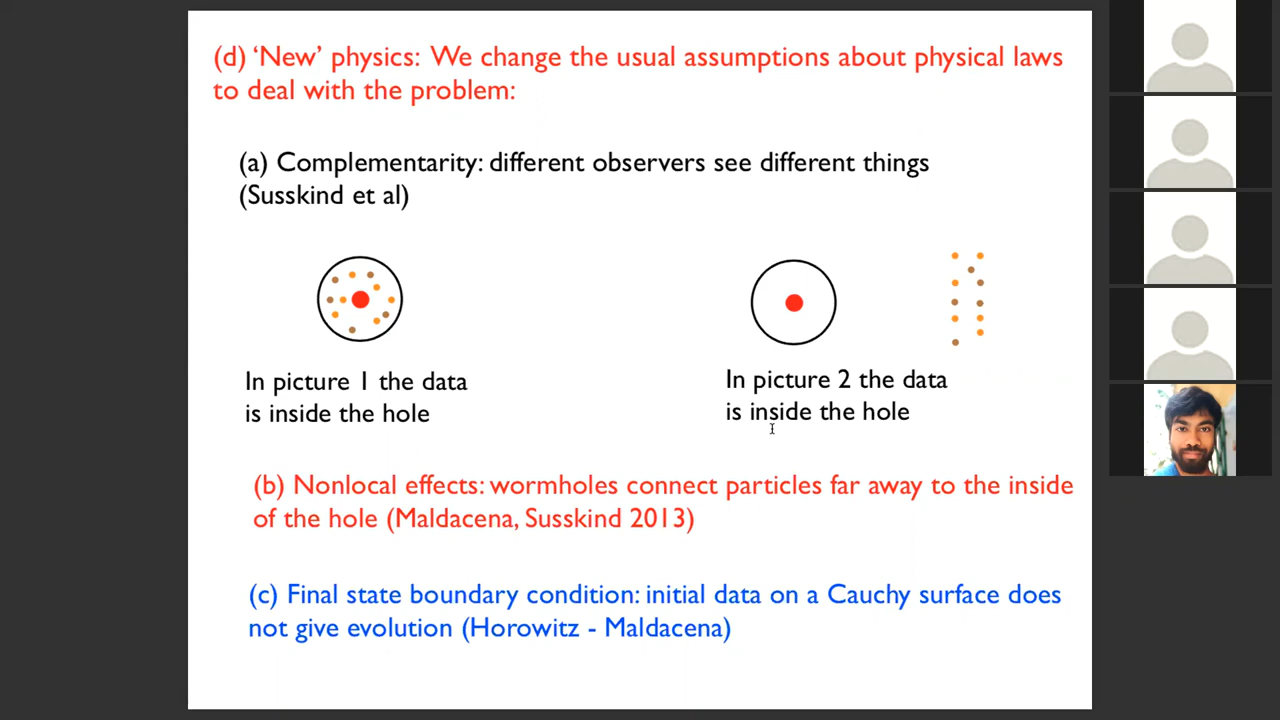 (d) ‘New’ physics: We change the usual assumptions about physical laws
to deal with the problem:
(a) Complementarity: different observers see different things
(Susskind et al)
In picture 1 the data
is inside the hole
In picture 2 the data
is inside the hole
(b) Nonlocal effects: wormholes connect particles far away to the inside
of the hole (Maldacena, Susskind 2013)
(c) Final state boundary condition: initial data on a Cauchy surface does
not give evolution (Horowitz - Maldacena)